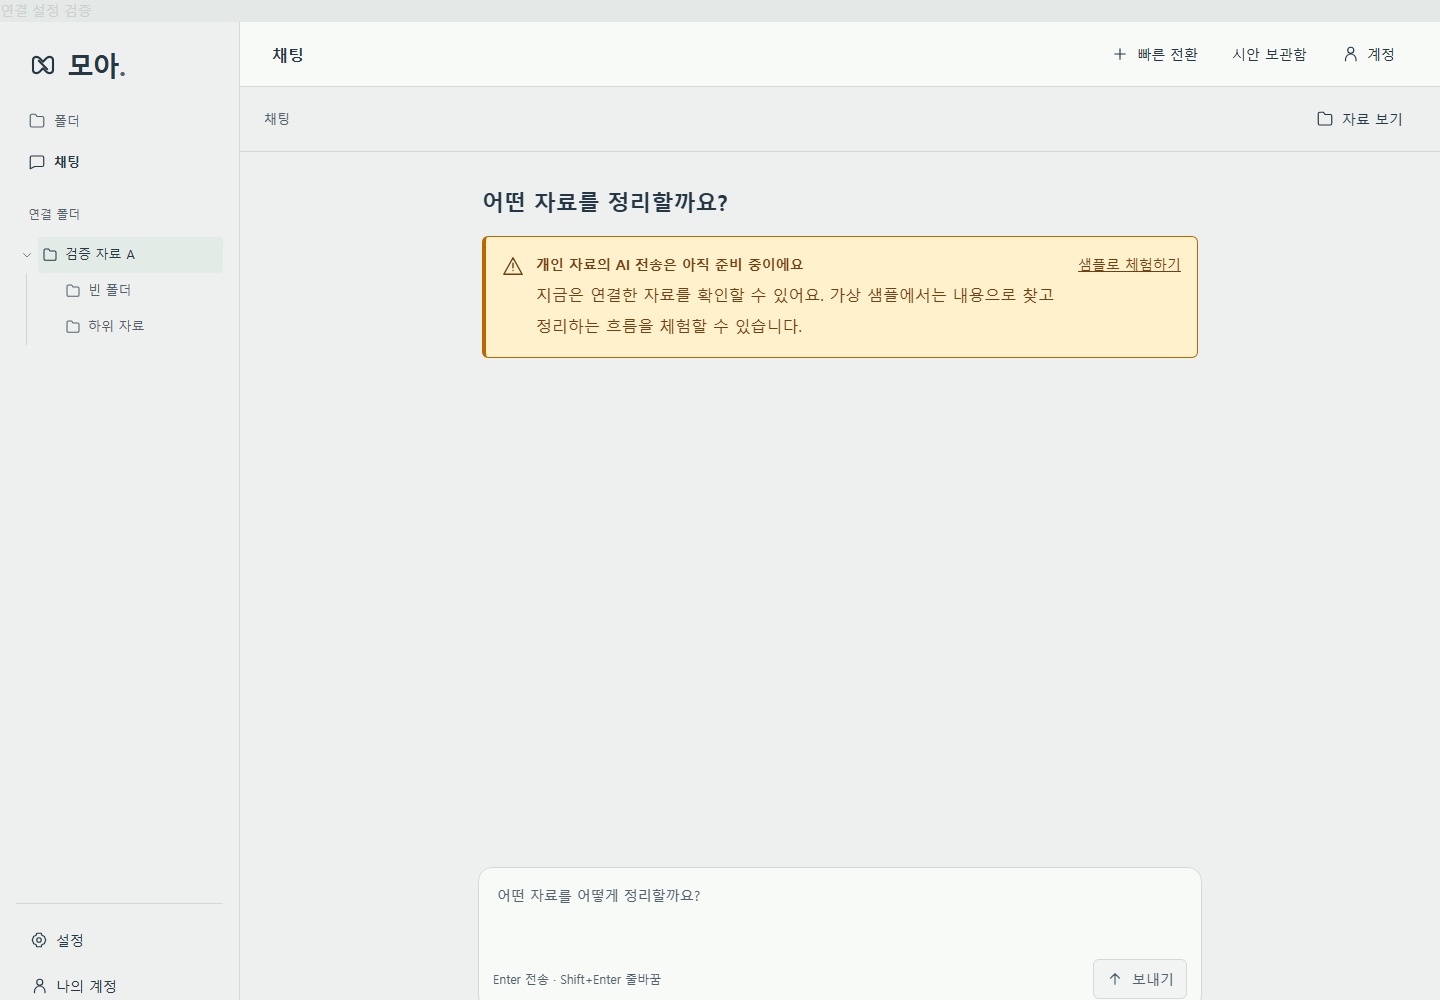 연결 설정 검증
모아.
폴더
채팅
연결 폴더
검증 자료 A
빈 폴더
하위 자료
설정
나의 계정
채팅
빠른 전환
시안 보관함
계정
채팅
자료 보기
어떤 자료를 정리할까요?
개인 자료의 AI 전송은 아직 준비 중이에요
샘플로 체험하기
지금은 연결한 자료를 확인할 수 있어요. 가상 샘플에서는 내용으로 찾고
정리하는 흐름을 체험할 수 있습니다.
어떤 자료를 어떻게 정리할까요?
Enter 전송 · Shift+Enter 줄바꿈
보내기